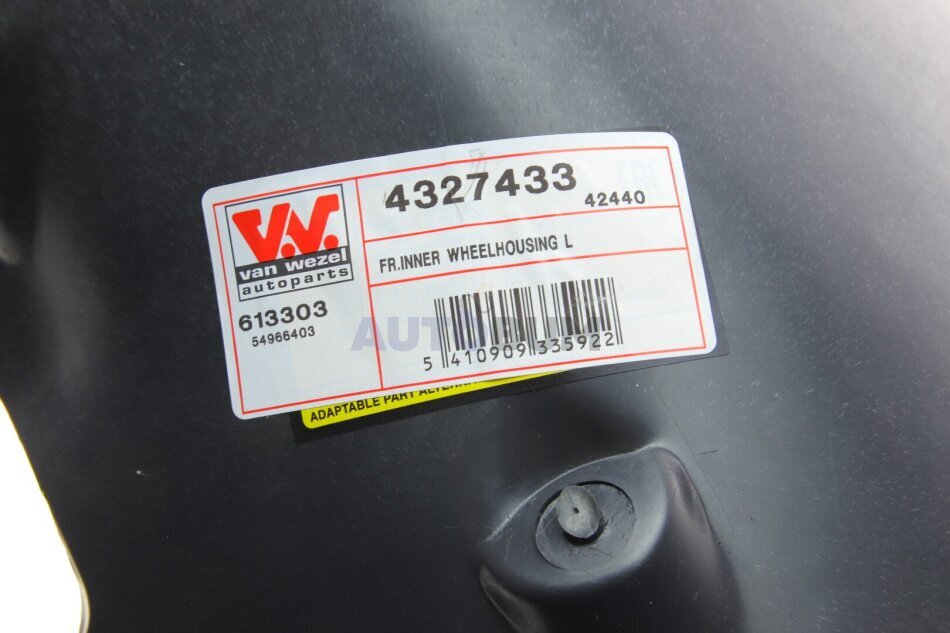 V.W.
van wezel
autoparts
4327433
42440
FR.INNER WHEELHOUSING L
613303
54966403
5 410909 335922
ADAPTABLE PART